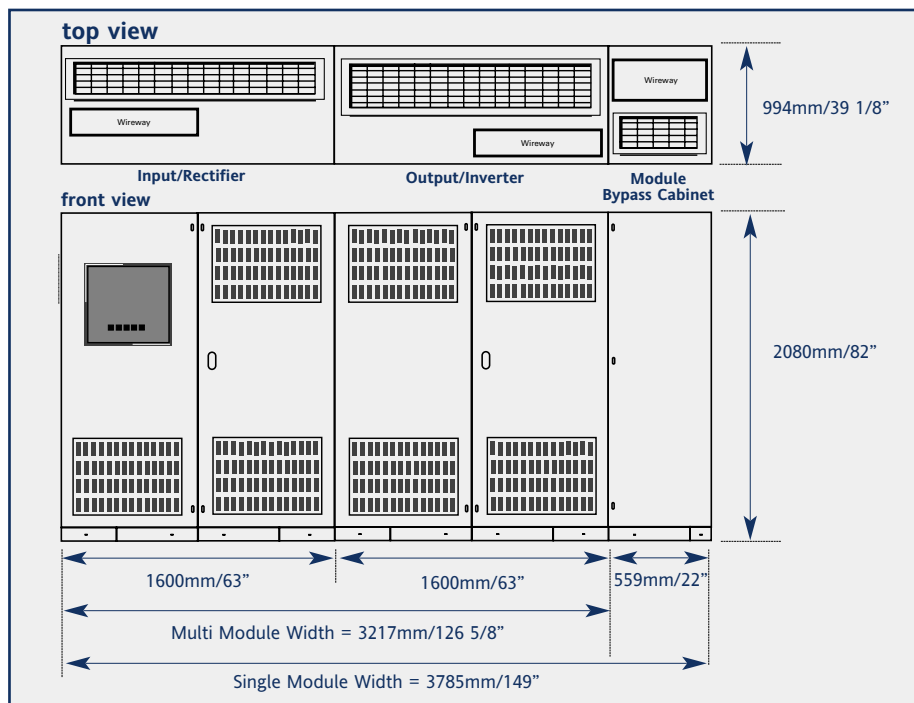 top view
Wireway
Wireway
Wireway
994mm/39 1/8”
Input/Rectifier
Output/Inverter
Module
Bypass Cabinet
front view
2080mm/82”
1600mm/63”
1600mm/63”
559mm/22”
Multi Module Width = 3217mm/126 5/8”
Single Module Width = 3785mm/149”